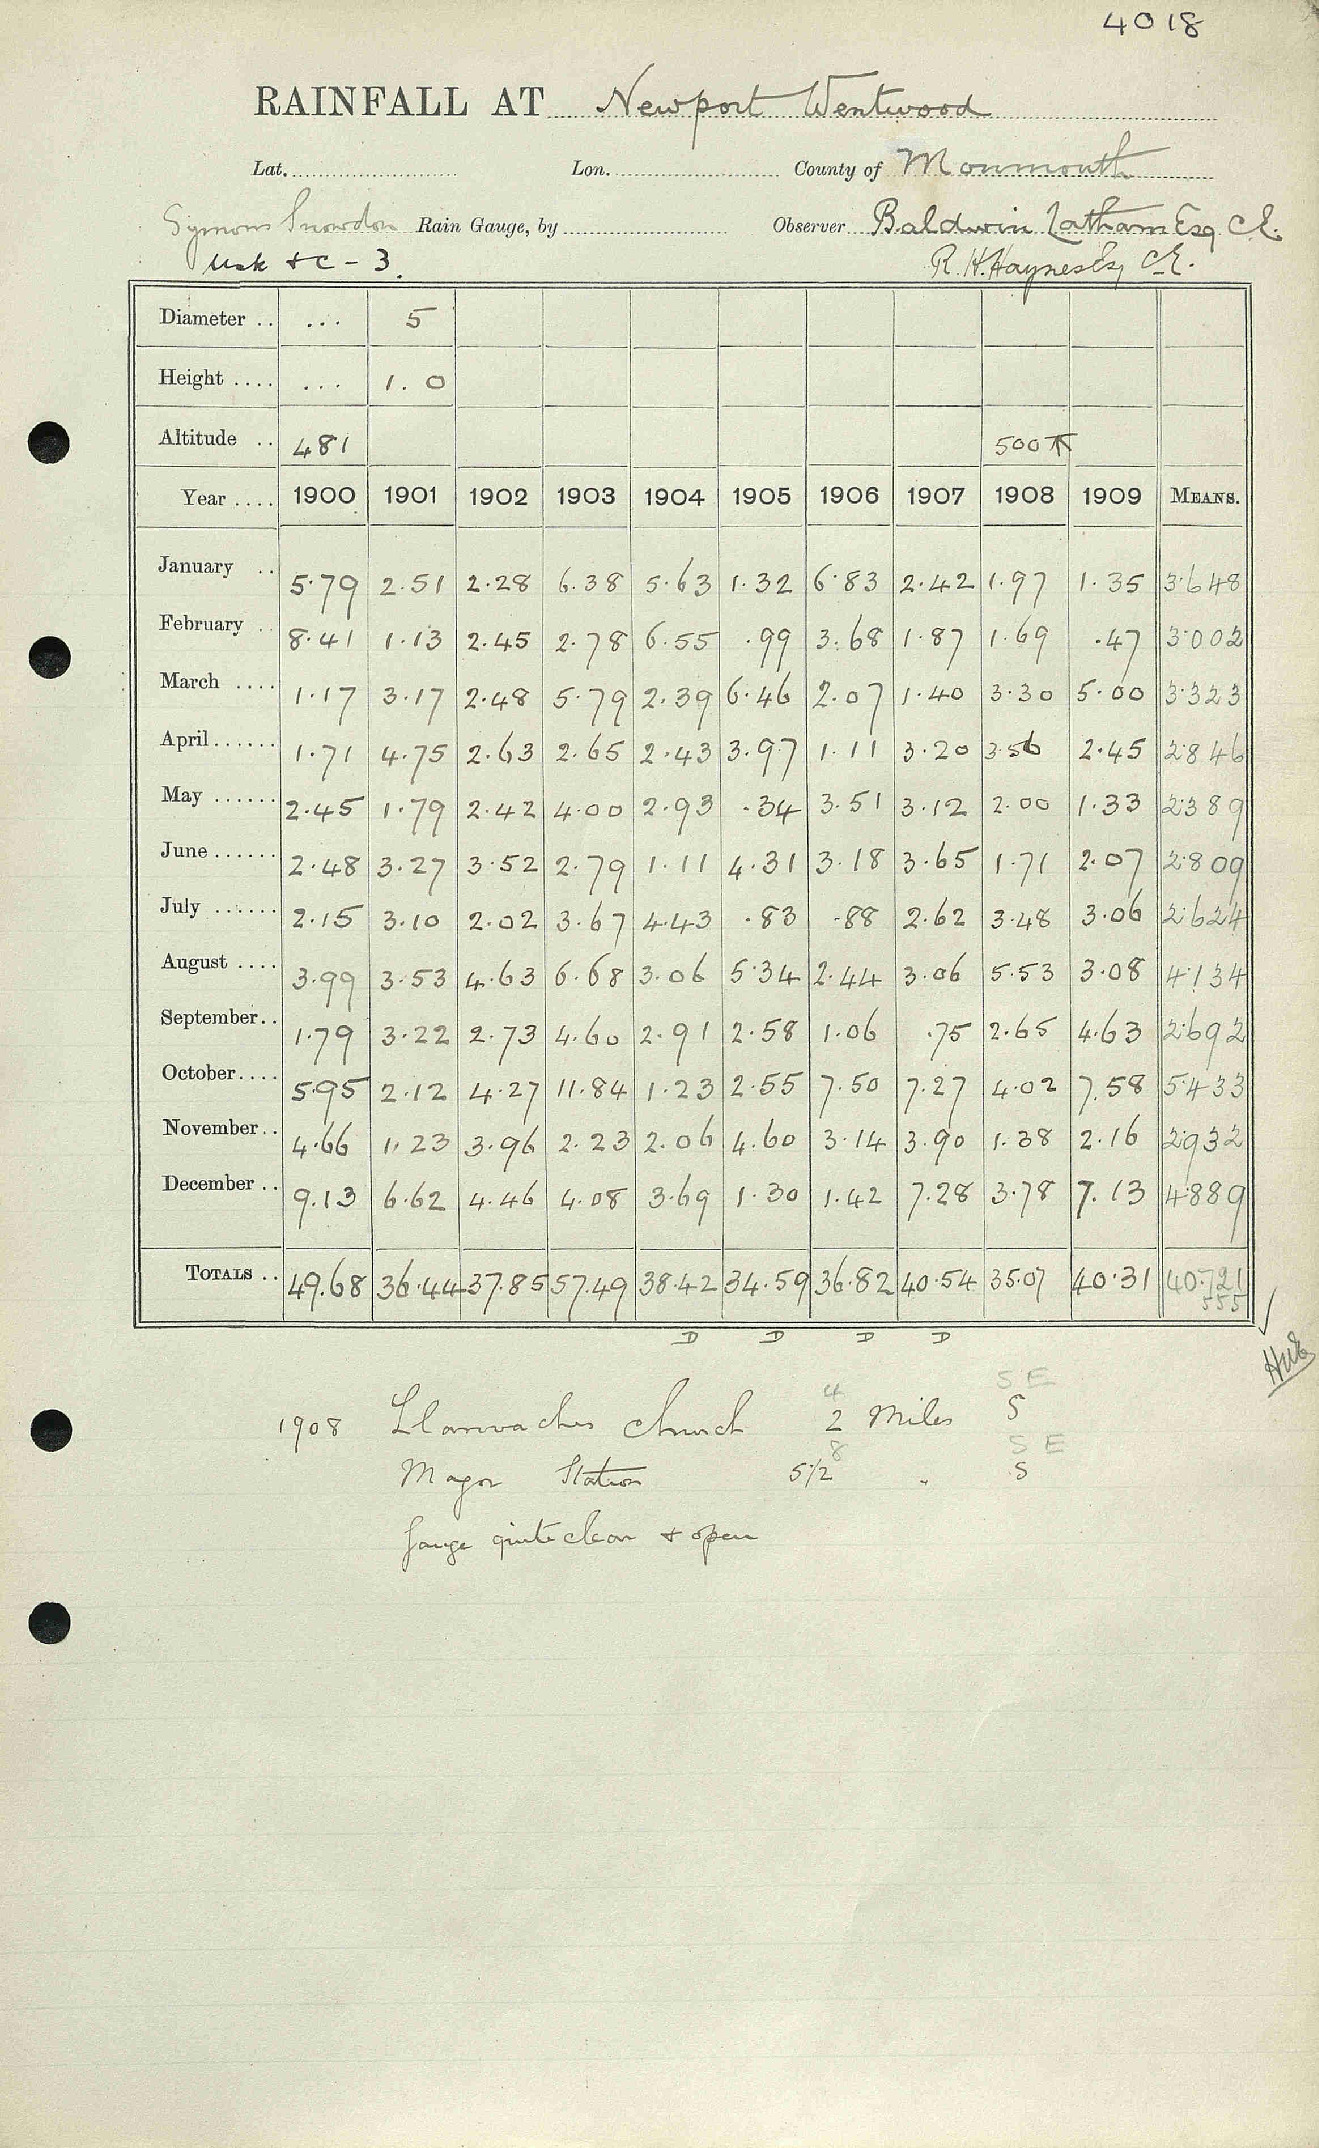 4018
RAINFALL AT Newport Wentwood
Lat. Lon. County of Monmouth
Symons Snowdon Rain Gauge, by Observer Baldwin Latham Esq C.E.
Usk &c - 3. R. H. Haynes Esq C.E.
Diameter .. ... 5
Height .... ... 1. 0
Altitude .. 481 500
Year .... 1900 1901 1902 1903 1904 1905 1906 1907 1908 1909 MEANS.
January .. 5.79 2.51 2.28 6.38 5.63 1.32 6.83 2.42 1.97 1.35 3.648
February .. 8.41 1.13 2.45 2.78 6.55 .99 3.68 1.87 1.69 .47 3.002
March .... 1.17 3.17 2.48 5.79 2.39 6.46 2.07 1.40 3.30 5.00 3.323
April...... 1.71 4.75 2.63 2.65 2.43 3.97 1.11 3.20 3.56 2.45 2.846
May ...... 2.45 1.79 2.42 4.00 2.93 .34 3.51 3.12 2.00 1.33 2.389
June...... 2.48 3.27 3.52 2.79 1.11 4.31 3.18 3.65 1.71 2.07 2.809
July ...... 2.15 3.10 2.02 3.67 4.43 .83 .88 2.62 3.48 3.06 2.624
August .... 3.99 3.53 4.63 6.68 3.06 5.34 2.44 3.06 5.53 3.08 4.134
September.. 1.79 3.22 2.73 4.60 2.91 2.58 1.06 .75 2.65 4.63 2.692
October.... 5.95 2.12 4.27 11.84 1.23 2.55 7.50 7.27 4.02 7.58 5.433
November.. 4.66 1.23 3.96 2.23 2.06 4.60 3.14 3.90 1.38 2.16 2.932
December .. 9.13 6.62 4.46 4.08 3.69 1.30 1.42 7.28 3.78 7.13 4.889
TOTALS .. 49.68 36.44 37.85 57.49 38.42 34.59 36.82 40.54 35.07 40.31 40.721
555
D D D D
4 SE
1908 Llanvaches Church 2 Miles S
8 SE
Magor Station 5 1/2 " S
Gauge quite clear & open